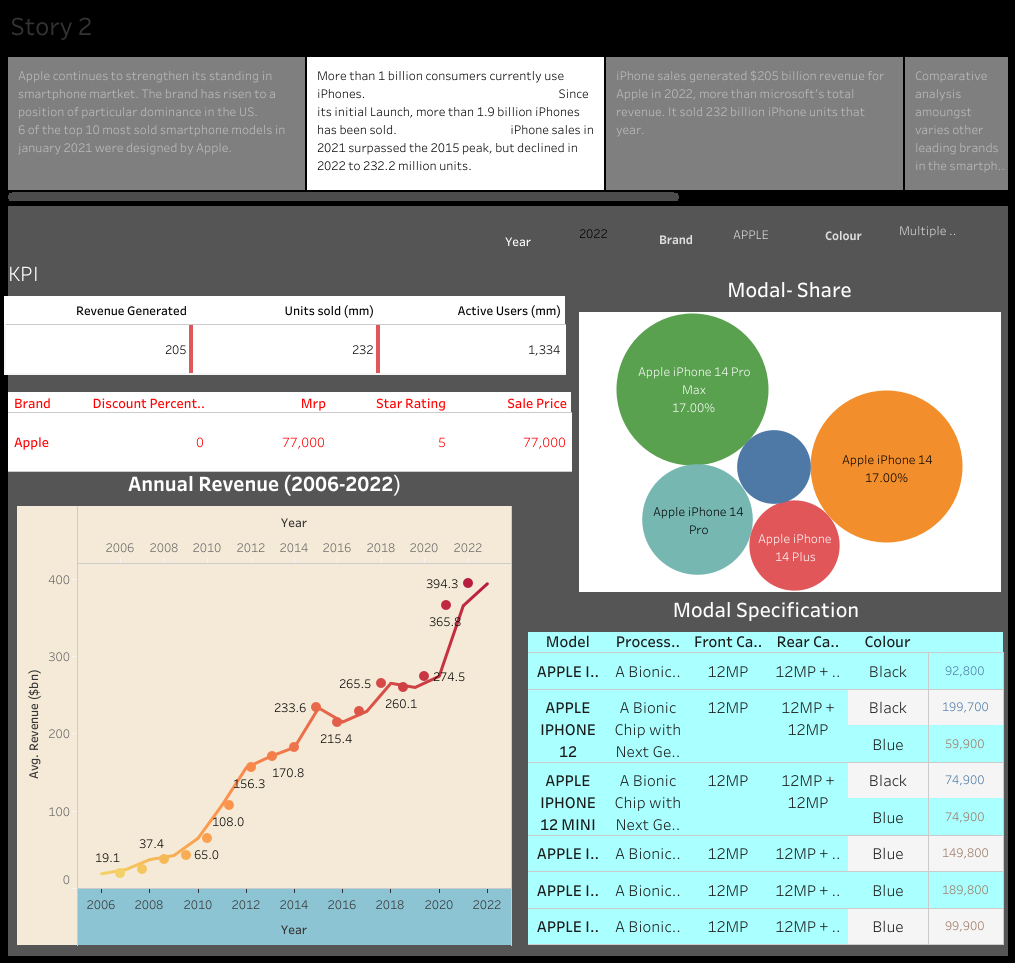 Story 2
Apple continues to strengthen its standing in
smartphone martket. The brand has risen to a
position of particular dominance in the US.
6 of the top 10 most sold smartphone models in
january 2021 were designed by Apple.
More than 1 billion consumers currently use
iPhones. Since
its initial Launch, more than 1.9 billion iPhones
has been sold. iPhone sales in
2021 surpassed the 2015 peak, but declined in
2022 to 232.2 million units.
iPhone sales generated $205 billion revenue for
Apple in 2022, more than microsoft's total
revenue. It sold 232 billion iPhone units that
year.
Comparative
analysis
amoungst
varies other
leading brands
in the smartph..
Year 2022 Brand APPLE Colour Multiple ..
KPI
Revenue Generated Units sold (mm) Active Users (mm)
205 232 1,334
Brand Discount Percent.. Mrp Star Rating Sale Price
Apple 0 77,000 5 77,000
Annual Revenue (2006-2022)
Year
2006 2008 2010 2012 2014 2016 2018 2020 2022
400
300
200
100
0
Avg. Revenue ($bn)
394.3
365.8
274.5
265.5
260.1
233.6
215.4
170.8
156.3
108.0
65.0
37.4
19.1
2006 2008 2010 2012 2014 2016 2018 2020 2022
Year
Modal- Share
Apple iPhone 14 Pro
Max
17.00%
Apple iPhone 14
17.00%
Apple iPhone 14
Pro
Apple iPhone
14 Plus
Modal Specification
Model Process.. Front Ca.. Rear Ca.. Colour
APPLE I.. A Bionic.. 12MP 12MP + .. Black 92,800
APPLE A Bionic 12MP 12MP + Black 199,700
IPHONE Chip with 12MP
12 Next Ge.. Blue 59,900
APPLE A Bionic 12MP 12MP + Black 74,900
IPHONE Chip with 12MP
12 MINI Next Ge.. Blue 74,900
APPLE I.. A Bionic.. 12MP 12MP + .. Blue 149,800
APPLE I.. A Bionic.. 12MP 12MP + .. Blue 189,800
APPLE I.. A Bionic.. 12MP 12MP + .. Blue 99,900